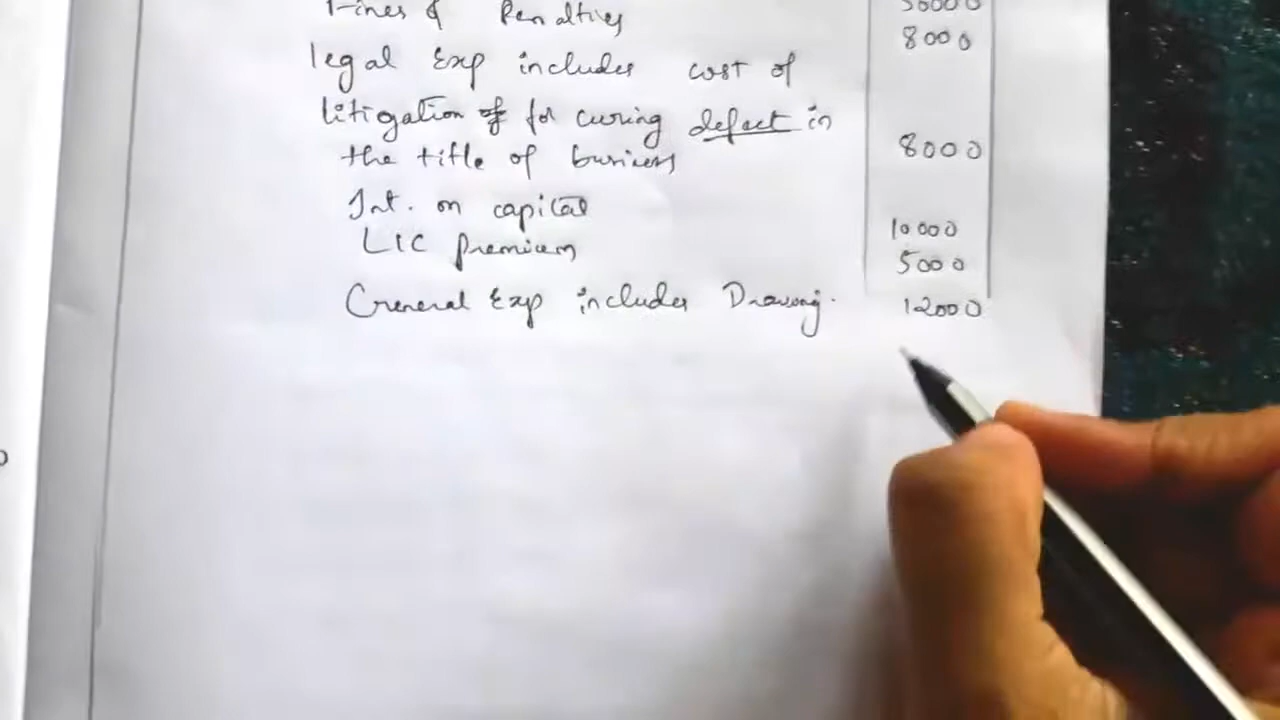 Fines & Penalties
8000
legal Exp includes cost of
litigation of for curing defect in
the title of business 8000
Int. on capital 10000
LIC premium 5000
General Exp includes Drawing. 12000